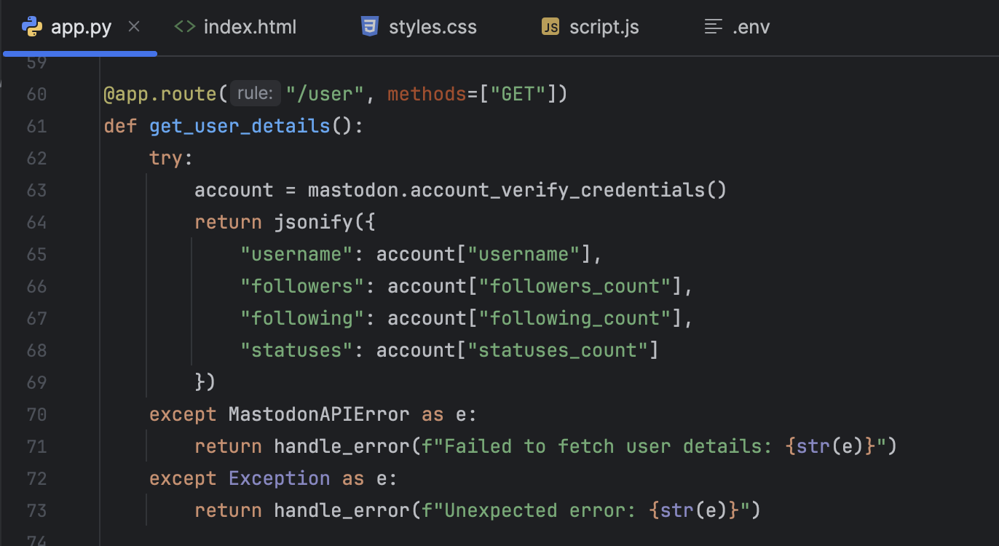 app.py × <> index.html styles.css JS script.js .env
59
60 @app.route( rule: "/user", methods=["GET"])
61 def get_user_details():
62     try:
63         account = mastodon.account_verify_credentials()
64         return jsonify({
65             "username": account["username"],
66             "followers": account["followers_count"],
67             "following": account["following_count"],
68             "statuses": account["statuses_count"]
69         })
70     except MastodonAPIError as e:
71         return handle_error(f"Failed to fetch user details: {str(e)}")
72     except Exception as e:
73         return handle_error(f"Unexpected error: {str(e)}")
74